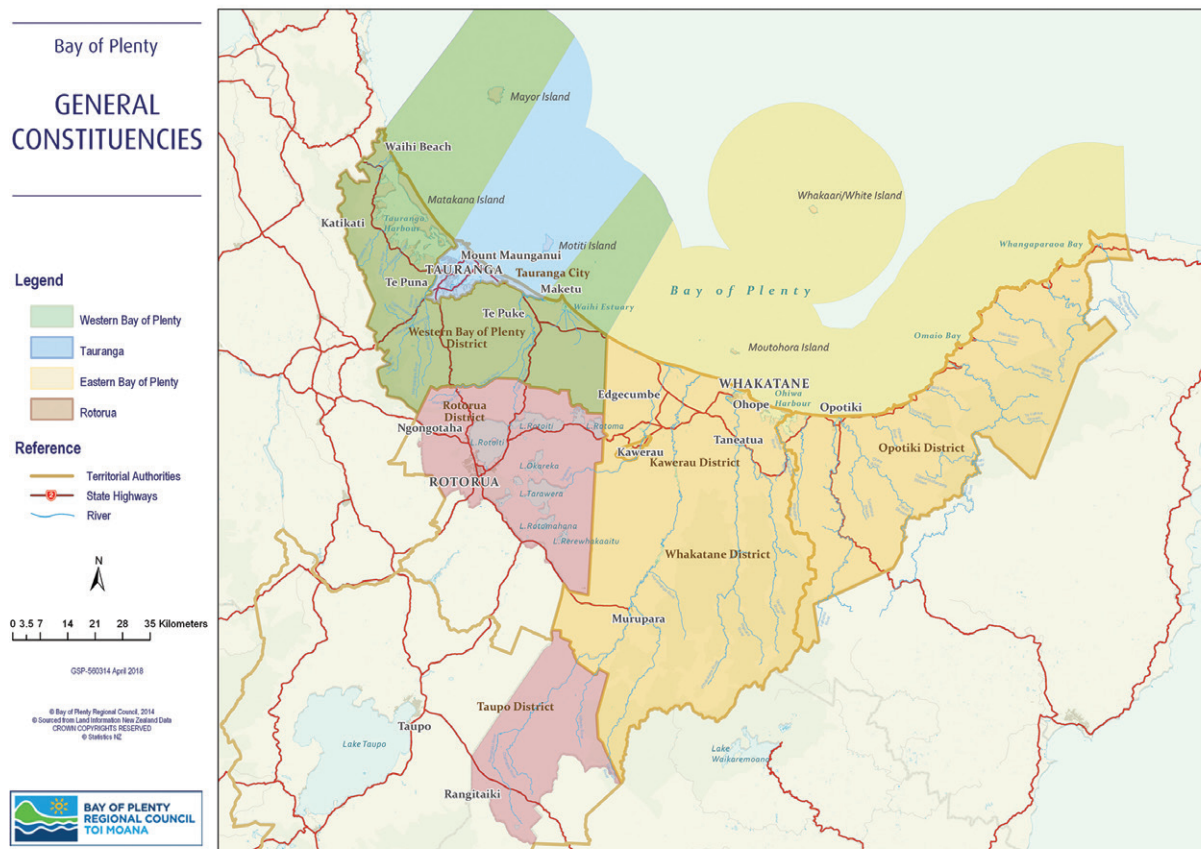 Bay of Plenty
GENERAL
CONSTITUENCIES
Legend
Western Bay of Plenty
Tauranga
Eastern Bay of Plenty
Rotorua
Reference
Territorial Authorities
2
State Highways
River
N
0 3.5 7 14 21 28 35 Kilometers
GSP-560314 April 2018
© Bay of Plenty Regional Council, 2014
© Sourced from Land Information New Zealand Data
CROWN COPYRIGHTS RESERVED
© Statistics NZ
BAY OF PLENTY
REGIONAL COUNCIL
TOI MOANA
Mayor Island
Waihi Beach
Matakana Island
Whakaari/White Island
Katikati
Tauranga
Harbour
Motiti Island
Whangaparaoa Bay
Mount Maunganui
TAURANGA
Tauranga City
Te Puna
Maketu
Bay of Plenty
Waihi Estuary
Te Puke
Western Bay of Plenty
District
Omaio Bay
Moutohora Island
WHAKATANE
Edgecumbe
Ohope
Ohiwa
Harbour
Opotiki
Rotorua
District
Ngongotaha
L.Rotoiti
L.Rotoma
L.Rotoiti
Taneatua
Kawerau
Kawerau District
Opotiki District
L.Okareka
ROTORUA
L.Tarawera
L.Rotomahana
L.Rerewhakaaitu
Whakatane District
Murupara
Taupo District
Taupo
Lake Taupo
Lake
Waikaremoana
Rangitaiki